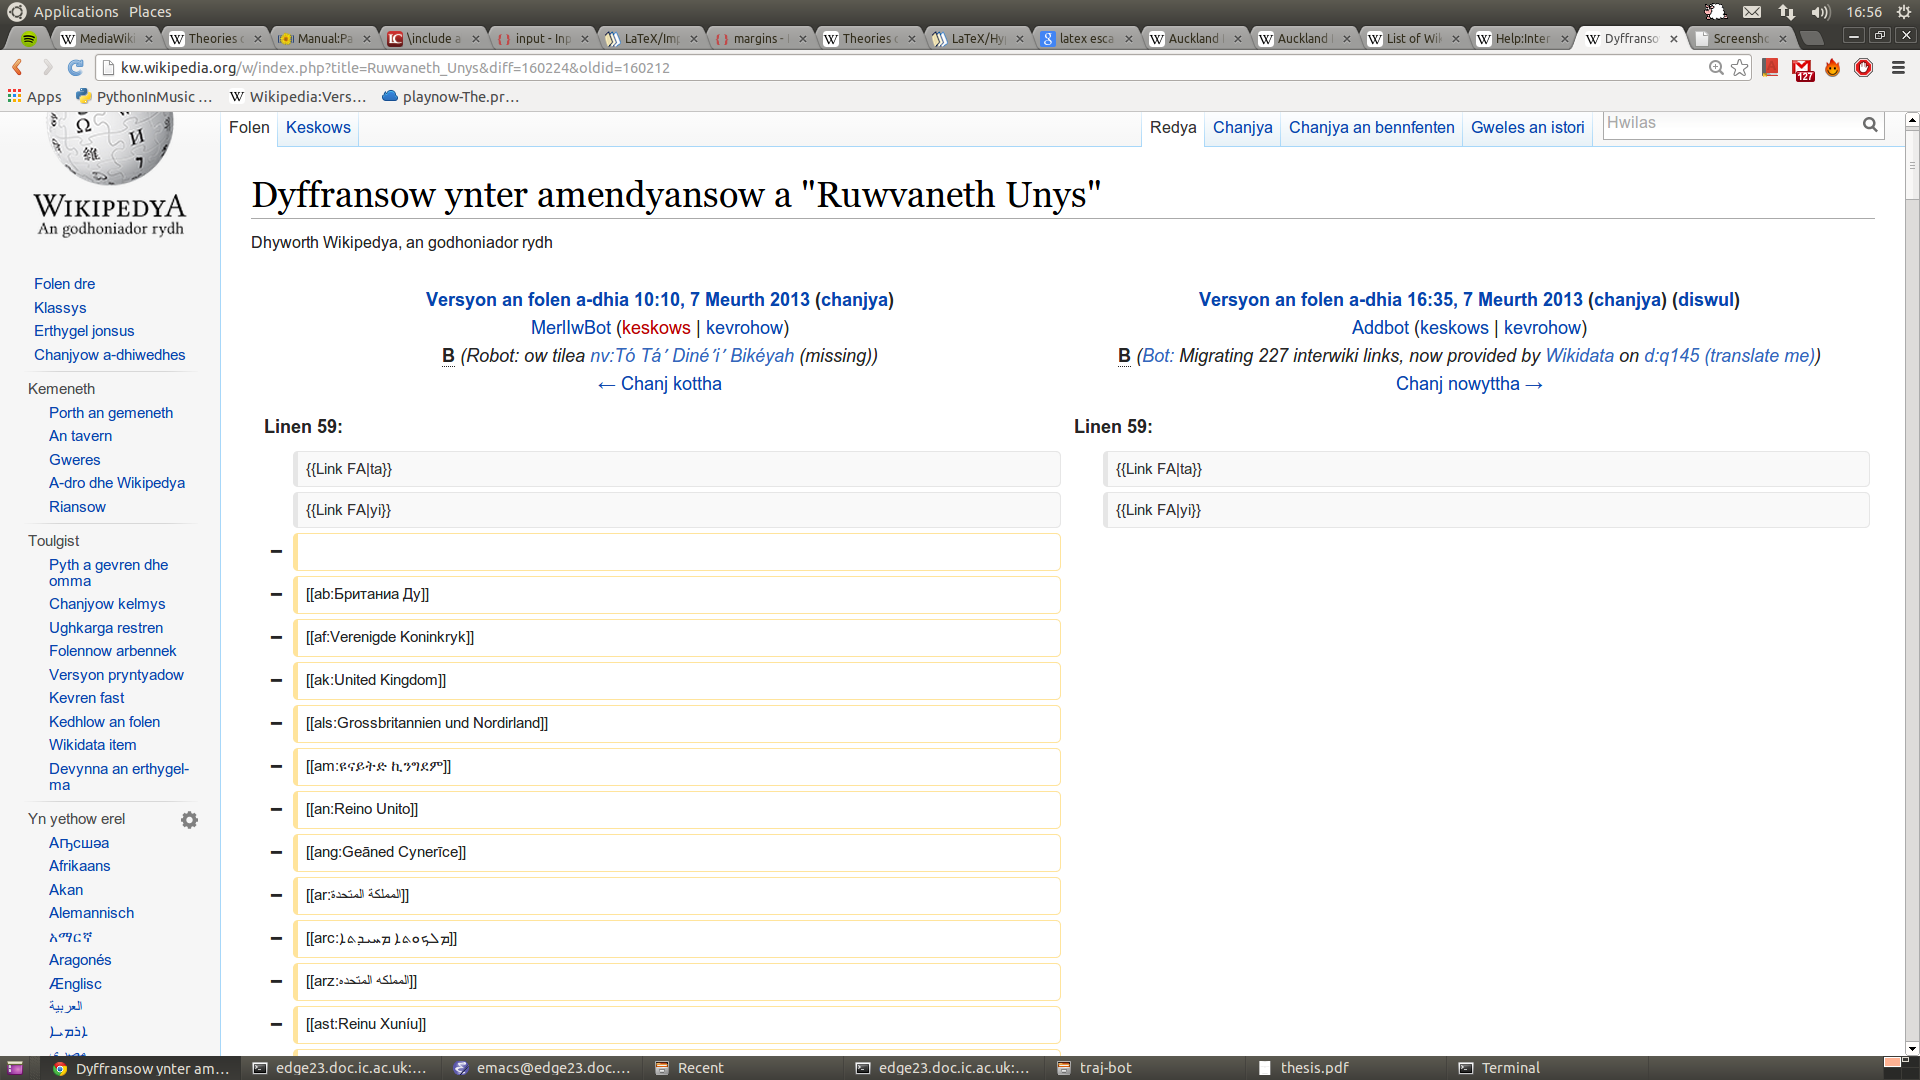 Applications Places
16:56
MediaWiki
Theories o
Manual:Pa
\include a
input - Inp
LaTeX/Imp
margins -
Theories o
LaTeX/Hy
latex esca
Auckland
Auckland
List of Wik
Help:Inter
Dyffranso
Screensho
kw.wikipedia.org/w/index.php?title=Ruwvaneth_Unys&diff=160224&oldid=160212
127
Apps
PythonInMusic ...
Wikipedia:Vers...
playnow-The.pr...
WIKIPEDYA
An godhoniador rydh
Folen dre
Klassys
Erthygel jonsus
Chanjyow a-dhiwedhes
Kemeneth
Porth an gemeneth
An tavern
Gweres
A-dro dhe Wikipedya
Riansow
Toulgist
Pyth a gevren dhe
omma
Chanjyow kelmys
Ughkarga restren
Folennow arbennek
Versyon pryntyadow
Kevren fast
Kedhlow an folen
Wikidata item
Devynna an erthygel-
ma
Yn yethow erel
Аҧсшәа
Afrikaans
Akan
Alemannisch
አማርኛ
Aragonés
Ænglisc
العربية
ܐܪܡܝܐ
Folen
Keskows
Redya
Chanjya
Chanjya an bennfenten
Gweles an istori
Hwilas
Dyffransow ynter amendyansow a "Ruwvaneth Unys"
Dhyworth Wikipedya, an godhoniador rydh
Versyon an folen a-dhia 10:10, 7 Meurth 2013 (chanjya)
MerlIwBot (keskows | kevrohow)
B (Robot: ow tilea nv:Tó Táʼ Dinéʼiʼ Bikéyah (missing))
← Chanj kottha
Versyon an folen a-dhia 16:35, 7 Meurth 2013 (chanjya) (diswul)
Addbot (keskows | kevrohow)
B (Bot: Migrating 227 interwiki links, now provided by Wikidata on d:q145 (translate me))
Chanj nowyttha →
Linen 59:
Linen 59:
{{Link FA|ta}}
{{Link FA|ta}}
{{Link FA|yi}}
{{Link FA|yi}}
−
− [[ab:Британиа Ду]]
− [[af:Verenigde Koninkryk]]
− [[ak:United Kingdom]]
− [[als:Grossbritannien und Nordirland]]
− [[am:ዩናይትድ ኪንግደም]]
− [[an:Reino Unito]]
− [[ang:Geāned Cynerīce]]
− [[ar:المملكة المتحدة]]
− [[arc:ܡܠܟܘܬܐ ܡܚܝܕܬܐ]]
− [[arz:المملكه المتحده]]
− [[ast:Reinu Xuníu]]
Dyffransow ynter am...
edge23.doc.ic.ac.uk:...
emacs@edge23.doc....
Recent
edge23.doc.ic.ac.uk:...
traj-bot
thesis.pdf
Terminal